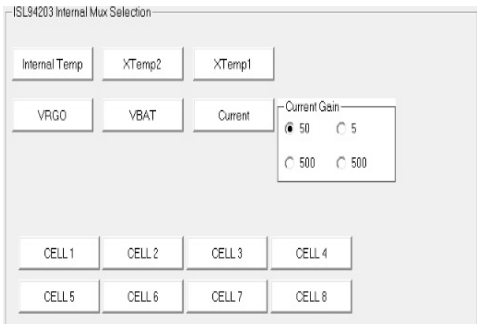 ISL94203 Internal Mux Selection
Internal Temp XTemp2 XTemp1
VRGO VBAT Current
Current Gain
50 5
500 500
CELL 1 CELL 2 CELL 3 CELL 4
CELL 5 CELL 6 CELL 7 CELL 8